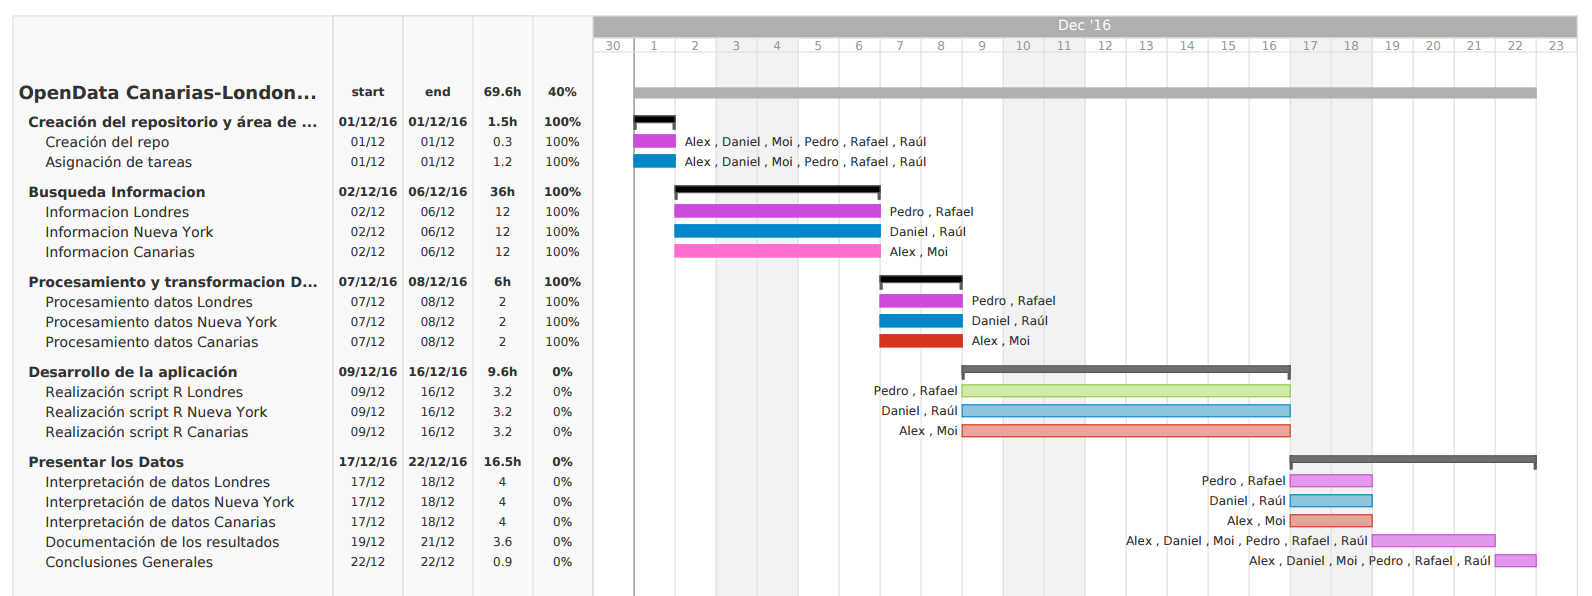 Dec '16
30 1 2 3 4 5 6 7 8 9 10 11 12 13 14 15 16 17 18 19 20 21 22 23
OpenData Canarias-London... start end 69.6h 40%
Creación del repositorio y área de ... 01/12/16 01/12/16 1.5h 100%
Creación del repo 01/12 01/12 0.3 100% Alex , Daniel , Moi , Pedro , Rafael , Raúl
Asignación de tareas 01/12 01/12 1.2 100% Alex , Daniel , Moi , Pedro , Rafael , Raúl
Busqueda Informacion 02/12/16 06/12/16 36h 100%
Informacion Londres 02/12 06/12 12 100% Pedro , Rafael
Informacion Nueva York 02/12 06/12 12 100% Daniel , Raúl
Informacion Canarias 02/12 06/12 12 100% Alex , Moi
Procesamiento y transformacion D... 07/12/16 08/12/16 6h 100%
Procesamiento datos Londres 07/12 08/12 2 100% Pedro , Rafael
Procesamiento datos Nueva York 07/12 08/12 2 100% Daniel , Raúl
Procesamiento datos Canarias 07/12 08/12 2 100% Alex , Moi
Desarrollo de la aplicación 09/12/16 16/12/16 9.6h 0%
Realización script R Londres 09/12 16/12 3.2 0% Pedro , Rafael
Realización script R Nueva York 09/12 16/12 3.2 0% Daniel , Raúl
Realización script R Canarias 09/12 16/12 3.2 0% Alex , Moi
Presentar los Datos 17/12/16 22/12/16 16.5h 0%
Interpretación de datos Londres 17/12 18/12 4 0% Pedro , Rafael
Interpretación de datos Nueva York 17/12 18/12 4 0% Daniel , Raúl
Interpretación de datos Canarias 17/12 18/12 4 0% Alex , Moi
Documentación de los resultados 19/12 21/12 3.6 0% Alex , Daniel , Moi , Pedro , Rafael , Raúl
Conclusiones Generales 22/12 22/12 0.9 0% Alex , Daniel , Moi , Pedro , Rafael , Raúl